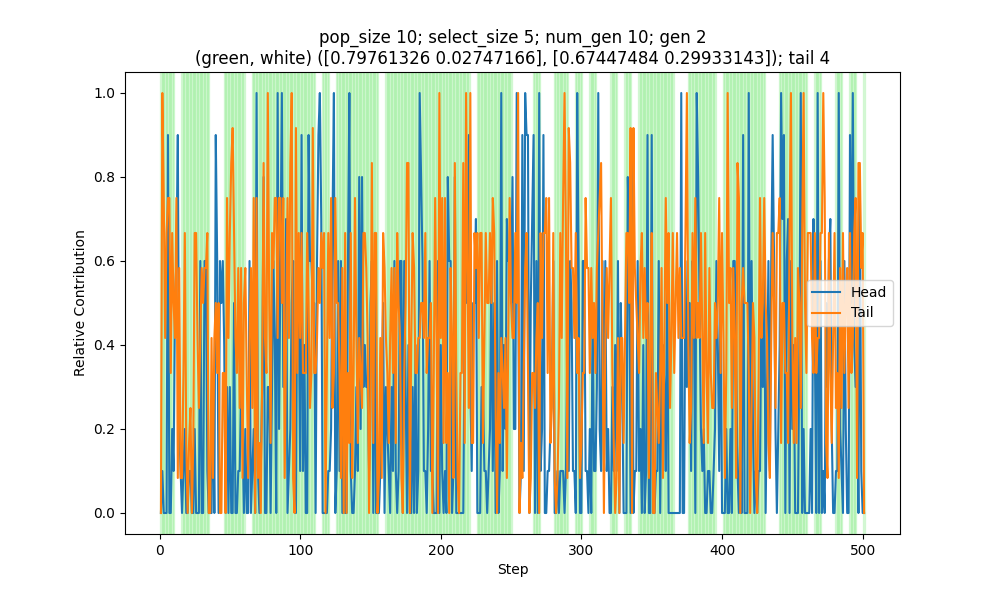 pop_size 10; select_size 5; num_gen 10; gen 2
(green, white) ([0.79761326 0.02747166], [0.67447484 0.29933143]); tail 4
1.0
0.8
0.6
0.4
0.2
0.0
Relative Contribution
Head
Tail
0
100
200
300
400
500
Step